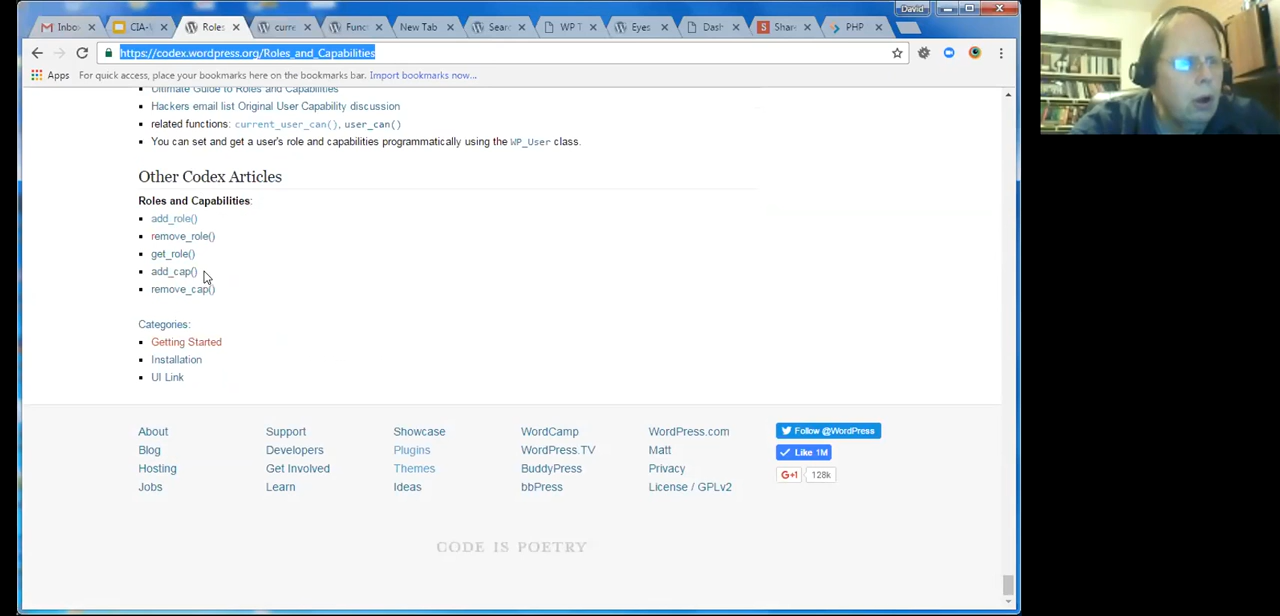 David
Inbo
CIA-
Roles
curre
Funct
New Tab
Searc
WP T
Eyes
Dash
Share
PHP
https://codex.wordpress.org/Roles_and_Capabilities
Apps For quick access, place your bookmarks here on the bookmarks bar. Import bookmarks now...
Ultimate Guide to Roles and Capabilities
Hackers email list Original User Capability discussion
related functions: current_user_can(), user_can()
You can set and get a user's role and capabilities programmatically using the WP_User class.
Other Codex Articles
Roles and Capabilities:
add_role()
remove_role()
get_role()
add_cap()
remove_cap()
Categories:
Getting Started
Installation
UI Link
About Support Showcase WordCamp WordPress.com Follow @WordPress
Blog Developers Plugins WordPress.TV Matt Like 1M
Hosting Get Involved Themes BuddyPress Privacy G+1 128k
Jobs Learn Ideas bbPress License / GPLv2
CODE IS POETRY